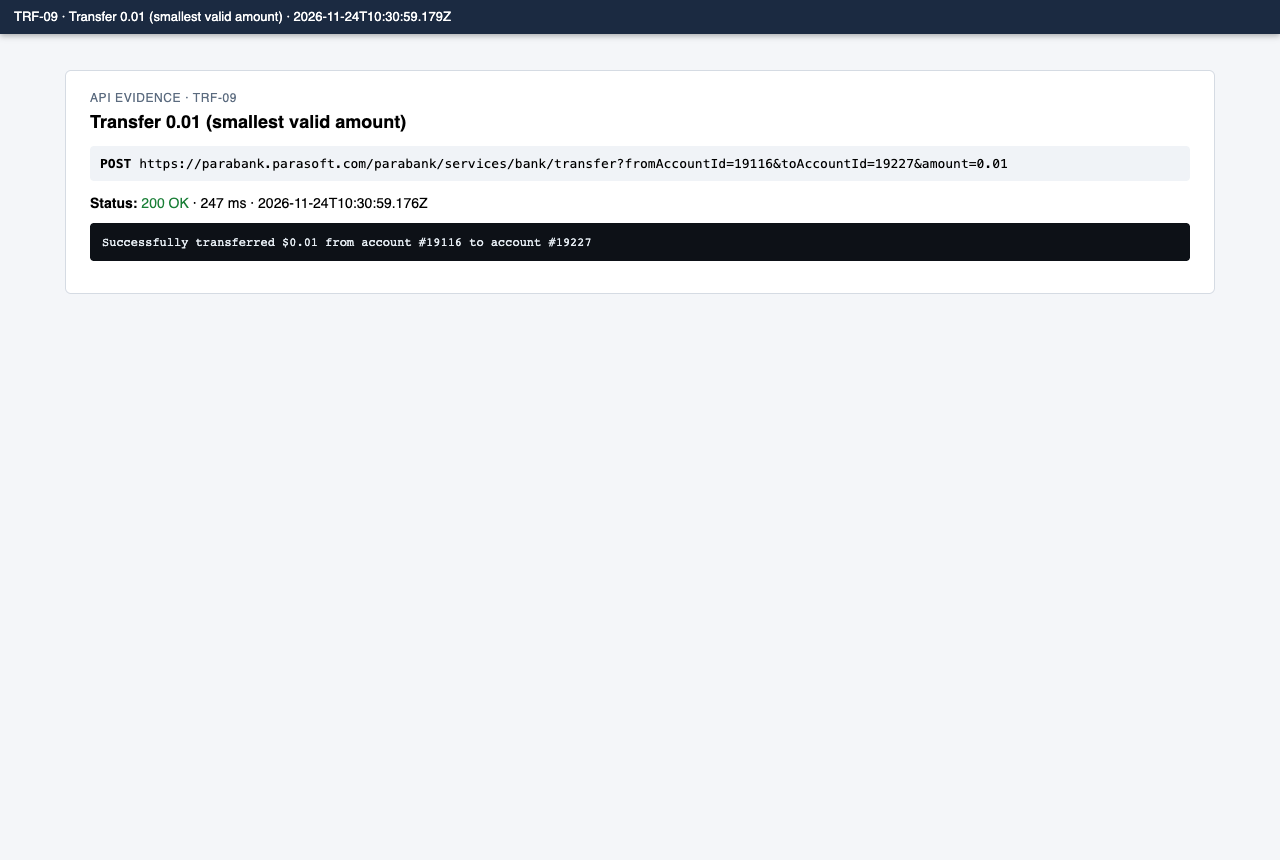 TRF-09 · Transfer 0.01 (smallest valid amount) · 2026-11-24T10:30:59.179Z
API EVIDENCE · TRF-09
Transfer 0.01 (smallest valid amount)
POST https://parabank.parasoft.com/parabank/services/bank/transfer?fromAccountId=19116&toAccountId=19227&amount=0.01
Status: 200 OK · 247 ms · 2026-11-24T10:30:59.176Z
Successfully transferred $0.01 from account #19116 to account #19227